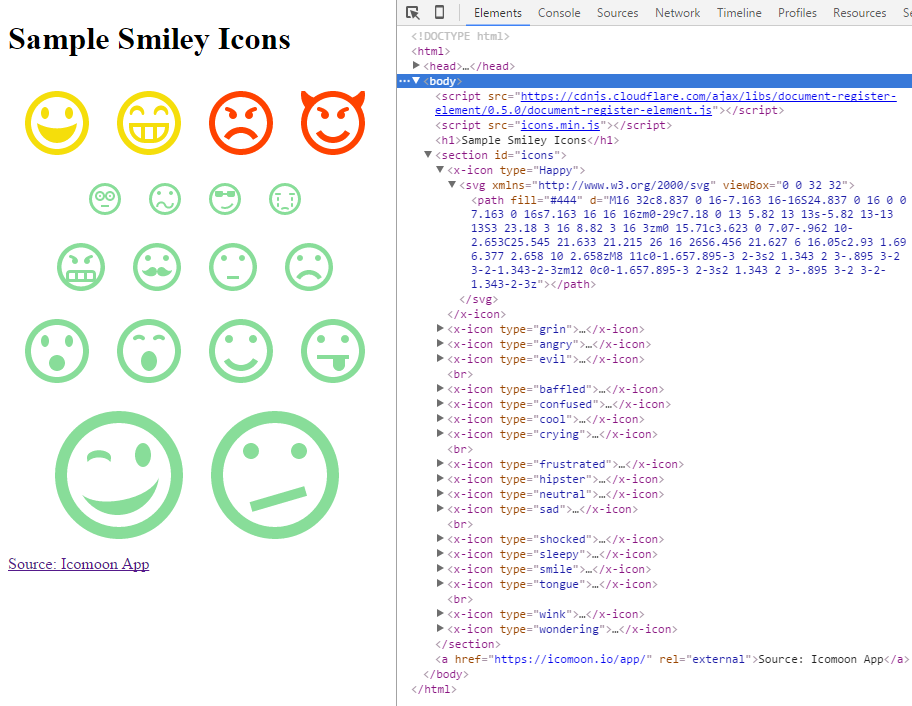 Sample Smiley Icons
Source: Icomoon App
Elements Console Sources Network Timeline Profiles Resources
<!DOCTYPE html>
<html>
<head>…</head>
<body>
<script src="https://cdnjs.cloudflare.com/ajax/libs/document-register-
element/0.5.0/document-register-element.js"></script>
<script src="icons.min.js"></script>
<h1>Sample Smiley Icons</h1>
<section id="icons">
<x-icon type="Happy">
<svg xmlns="http://www.w3.org/2000/svg" viewBox="0 0 32 32">
<path fill="#444" d="M16 32c8.837 0 16-7.163 16-16S24.837 0 16 0 0
7.163 0 16s7.163 16 16 16zm0-29c7.18 0 13 5.82 13 13s-5.82 13-13
13S3 23.18 3 16 8.82 3 16 3zm0 15.71c3.623 0 7.07-.962 10-
2.653C25.545 21.633 21.215 26 16 26S6.456 21.627 6 16.05c2.93 1.69
6.377 2.658 10 2.658zM8 11c0-1.657.895-3 2-3s2 1.343 2 3-.895 3-2
3-2-1.343-2-3zm12 0c0-1.657.895-3 2-3s2 1.343 2 3-.895 3-2 3-2-
1.343-2-3z"></path>
</svg>
</x-icon>
<x-icon type="grin">…</x-icon>
<x-icon type="angry">…</x-icon>
<x-icon type="evil">…</x-icon>
<br>
<x-icon type="baffled">…</x-icon>
<x-icon type="confused">…</x-icon>
<x-icon type="cool">…</x-icon>
<x-icon type="crying">…</x-icon>
<br>
<x-icon type="frustrated">…</x-icon>
<x-icon type="hipster">…</x-icon>
<x-icon type="neutral">…</x-icon>
<x-icon type="sad">…</x-icon>
<br>
<x-icon type="shocked">…</x-icon>
<x-icon type="sleepy">…</x-icon>
<x-icon type="smile">…</x-icon>
<x-icon type="tongue">…</x-icon>
<br>
<x-icon type="wink">…</x-icon>
<x-icon type="wondering">…</x-icon>
</section>
<a href="https://icomoon.io/app/" rel="external">Source: Icomoon App</a>
</body>
</html>